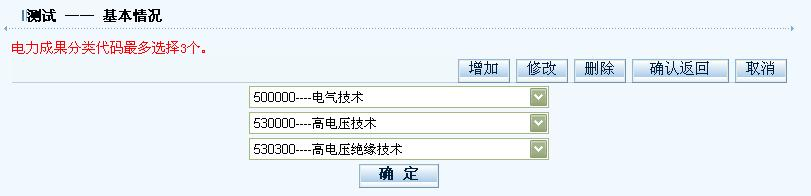 测试 —— 基本情况
电力成果分类代码最多选择3个。
增加 修改 删除 确认返回 取消
500000----电气技术
530000----高电压技术
530300----高电压绝缘技术
确 定